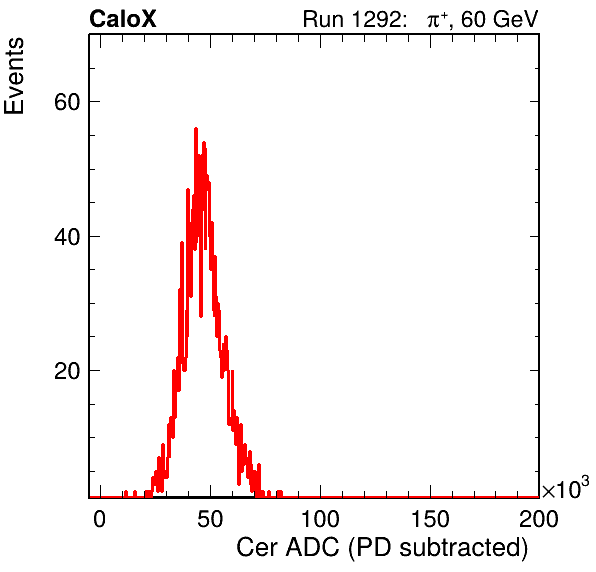 CaloX Run 1292: π⁺, 60 GeV
Events
60
40
20
0 50 100 150 200
×10³
Cer ADC (PD subtracted)